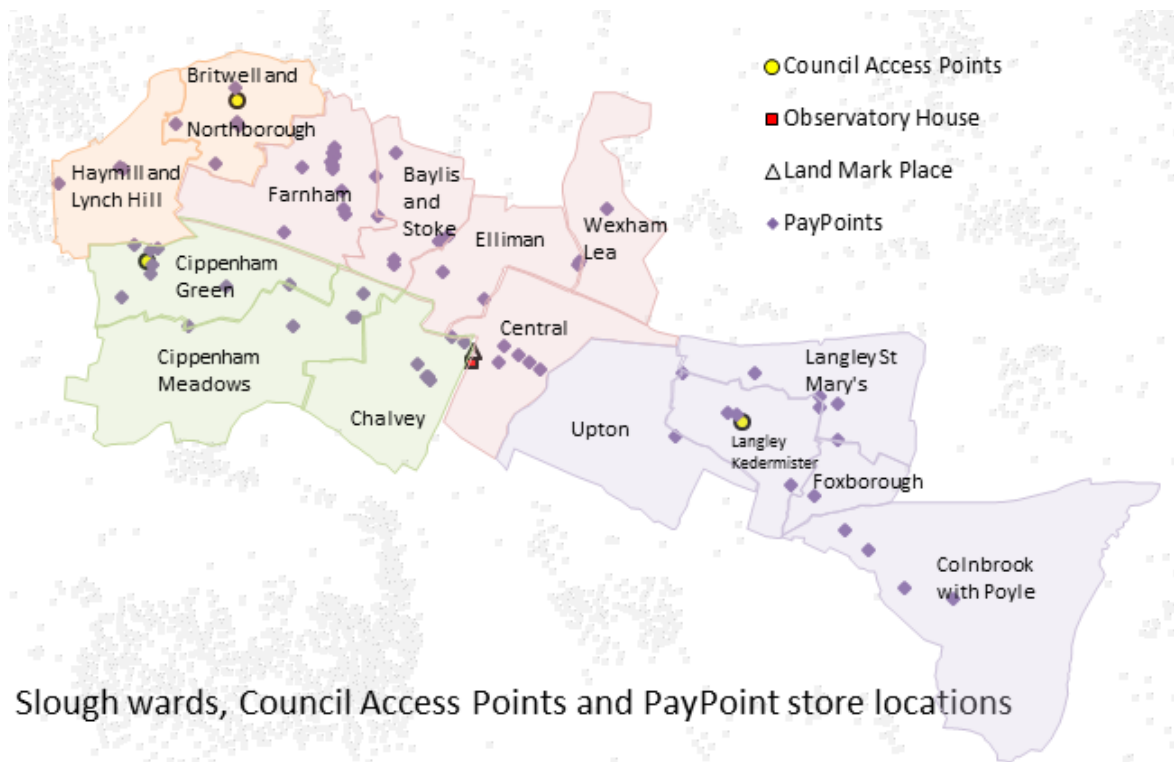 Britwell and
Northborough
Haymill and
Lynch Hill
Farnham
Baylis
and
Stoke
Elliman
Wexham
Lea
Cippenham
Green
Cippenham
Meadows
Chalvey
Central
Upton
Langley St
Mary's
Langley
Kedermister
Foxborough
Colnbrook
with Poyle
Council Access Points
Observatory House
Land Mark Place
PayPoints
Slough wards, Council Access Points and PayPoint store locations